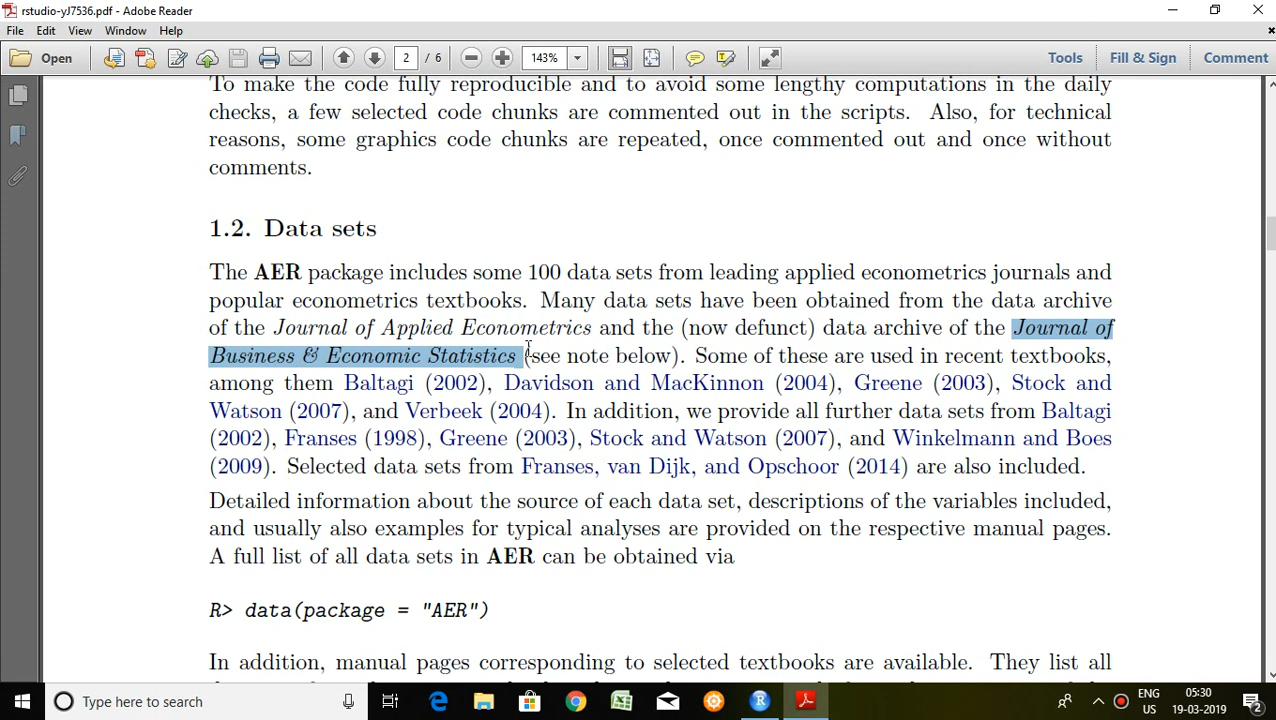 rstudio-yJ7536.pdf - Adobe Reader
File Edit View Window Help
Open 2 / 6 143% Tools Fill & Sign Comment
To make the code fully reproducible and to avoid some lengthy computations in the daily
checks, a few selected code chunks are commented out in the scripts. Also, for technical
reasons, some graphics code chunks are repeated, once commented out and once without
comments.
1.2. Data sets
The AER package includes some 100 data sets from leading applied econometrics journals and
popular econometrics textbooks. Many data sets have been obtained from the data archive
of the Journal of Applied Econometrics and the (now defunct) data archive of the Journal of
Business & Economic Statistics (see note below). Some of these are used in recent textbooks,
among them Baltagi (2002), Davidson and MacKinnon (2004), Greene (2003), Stock and
Watson (2007), and Verbeek (2004). In addition, we provide all further data sets from Baltagi
(2002), Franses (1998), Greene (2003), Stock and Watson (2007), and Winkelmann and Boes
(2009). Selected data sets from Franses, van Dijk, and Opschoor (2014) are also included.
Detailed information about the source of each data set, descriptions of the variables included,
and usually also examples for typical analyses are provided on the respective manual pages.
A full list of all data sets in AER can be obtained via
R> data(package = "AER")
In addition, manual pages corresponding to selected textbooks are available. They list all
Type here to search
ENG 05:30
US 19-03-2019 2